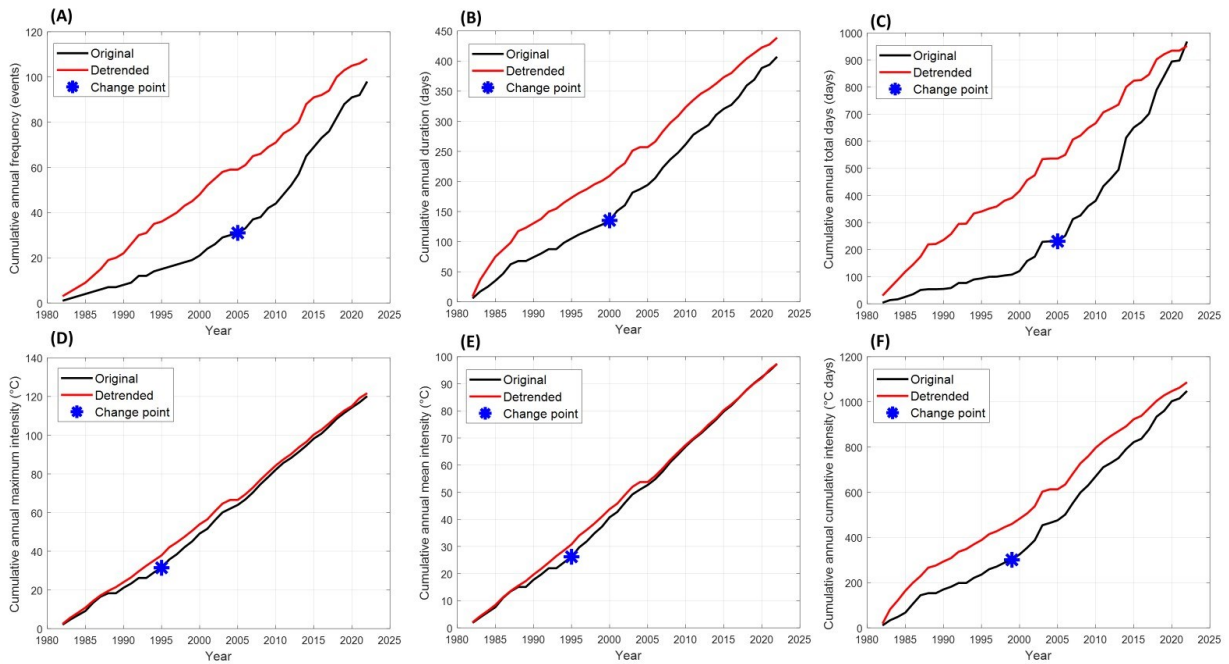 (A)
Cumulative annual frequency (events)
120
100
80
60
40
20
0
Original
Detrended
Change point
1980 1985 1990 1995 2000 2005 2010 2015 2020 2025
Year
(B)
Cumulative annual duration (days)
450
400
350
300
250
200
150
100
50
0
Original
Detrended
Change point
1980 1985 1990 1995 2000 2005 2010 2015 2020 2025
Year
(C)
Cumulative annual total days (days)
1000
900
800
700
600
500
400
300
200
100
0
Original
Detrended
Change point
1980 1985 1990 1995 2000 2005 2010 2015 2020 2025
Year
(D)
Cumulative annual maximum intensity (°C)
140
120
100
80
60
40
20
0
Original
Detrended
Change point
1980 1985 1990 1995 2000 2005 2010 2015 2020 2025
Year
(E)
Cumulative annual mean intensity (°C)
100
90
80
70
60
50
40
30
20
10
0
Original
Detrended
Change point
1980 1985 1990 1995 2000 2005 2010 2015 2020 2025
Year
(F)
Cumulative annual cumulative intensity (°C days)
1200
1000
800
600
400
200
0
Original
Detrended
Change point
1980 1985 1990 1995 2000 2005 2010 2015 2020 2025
Year